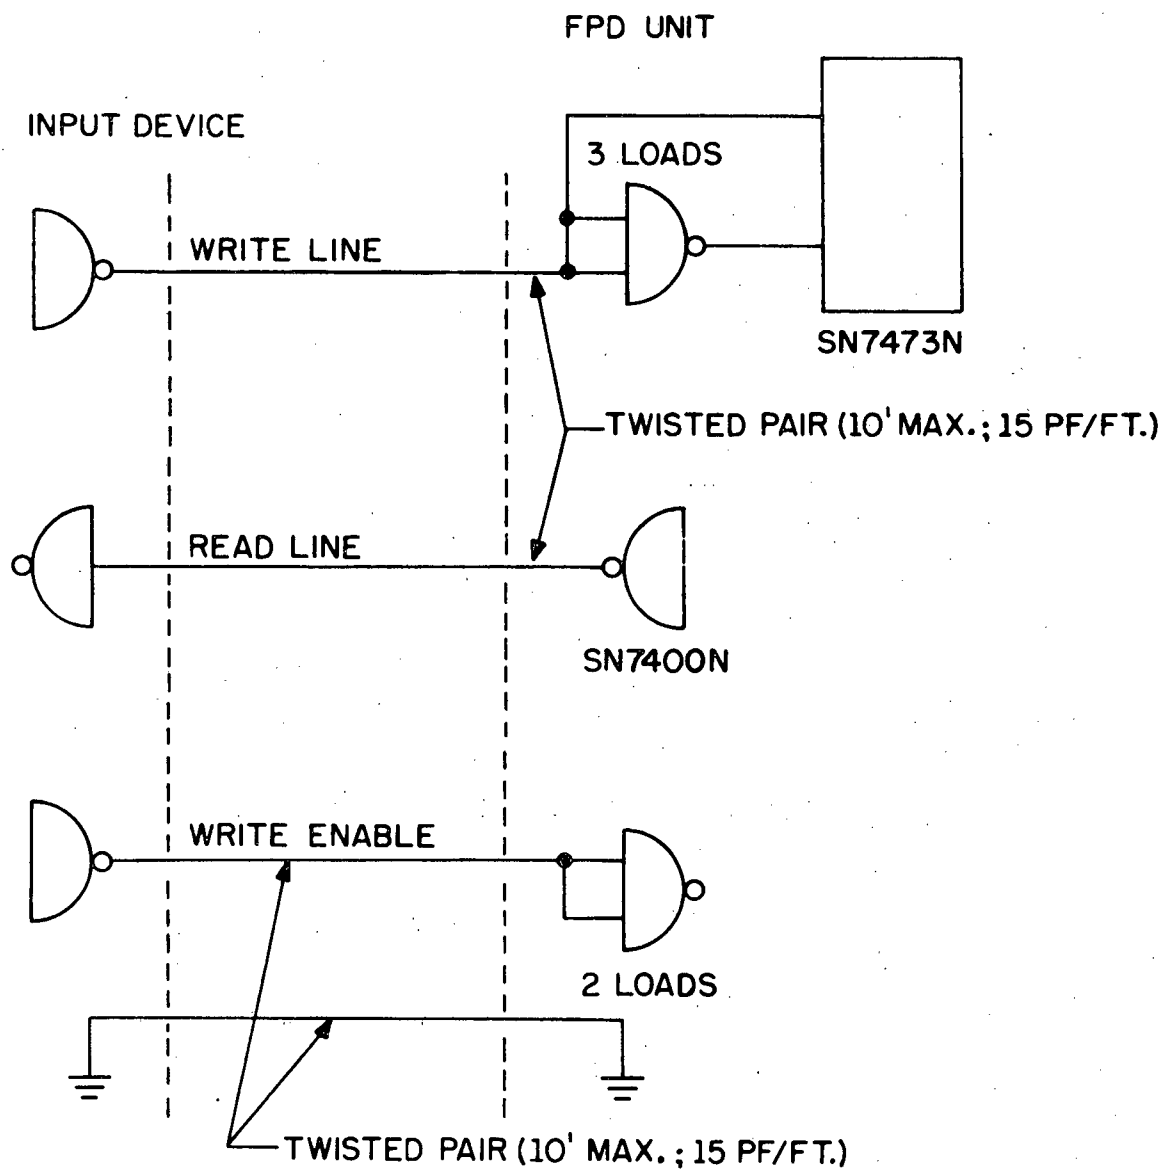 FPD UNIT
INPUT DEVICE
3 LOADS
WRITE LINE
SN7473N
TWISTED PAIR (10' MAX.; 15 PF/FT.)
READ LINE
SN7400N
WRITE ENABLE
2 LOADS
TWISTED PAIR (10' MAX.; 15 PF/FT.)